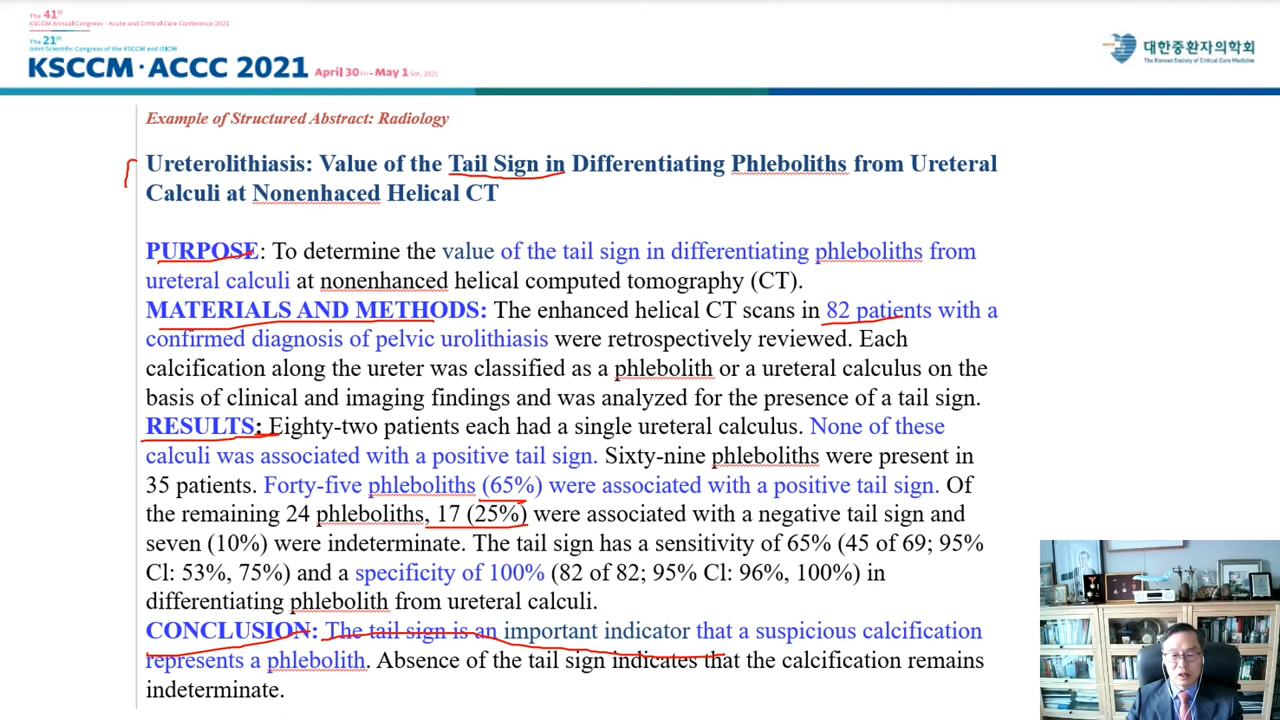 The 41st
KSCCM Annual Congress - Acute and Critical Care Conference 2021
The 21st
Joint Scientific Congress of the KSCCM and JSICM
KSCCM·ACCC 2021 April 30 Fri – May 1 Sat, 2021
대한중환자의학회
The Korean Society of Critical Care Medicine
Example of Structured Abstract: Radiology
Ureterolithiasis: Value of the Tail Sign in Differentiating Phleboliths from Ureteral
Calculi at Nonenhaced Helical CT
PURPOSE: To determine the value of the tail sign in differentiating phleboliths from
ureteral calculi at nonenhanced helical computed tomography (CT).
MATERIALS AND METHODS: The enhanced helical CT scans in 82 patients with a
confirmed diagnosis of pelvic urolithiasis were retrospectively reviewed. Each
calcification along the ureter was classified as a phlebolith or a ureteral calculus on the
basis of clinical and imaging findings and was analyzed for the presence of a tail sign.
RESULTS: Eighty-two patients each had a single ureteral calculus. None of these
calculi was associated with a positive tail sign. Sixty-nine phleboliths were present in
35 patients. Forty-five phleboliths (65%) were associated with a positive tail sign. Of
the remaining 24 phleboliths, 17 (25%) were associated with a negative tail sign and
seven (10%) were indeterminate. The tail sign has a sensitivity of 65% (45 of 69; 95%
Cl: 53%, 75%) and a specificity of 100% (82 of 82; 95% Cl: 96%, 100%) in
differentiating phlebolith from ureteral calculi.
CONCLUSION: The tail sign is an important indicator that a suspicious calcification
represents a phlebolith. Absence of the tail sign indicates that the calcification remains
indeterminate.